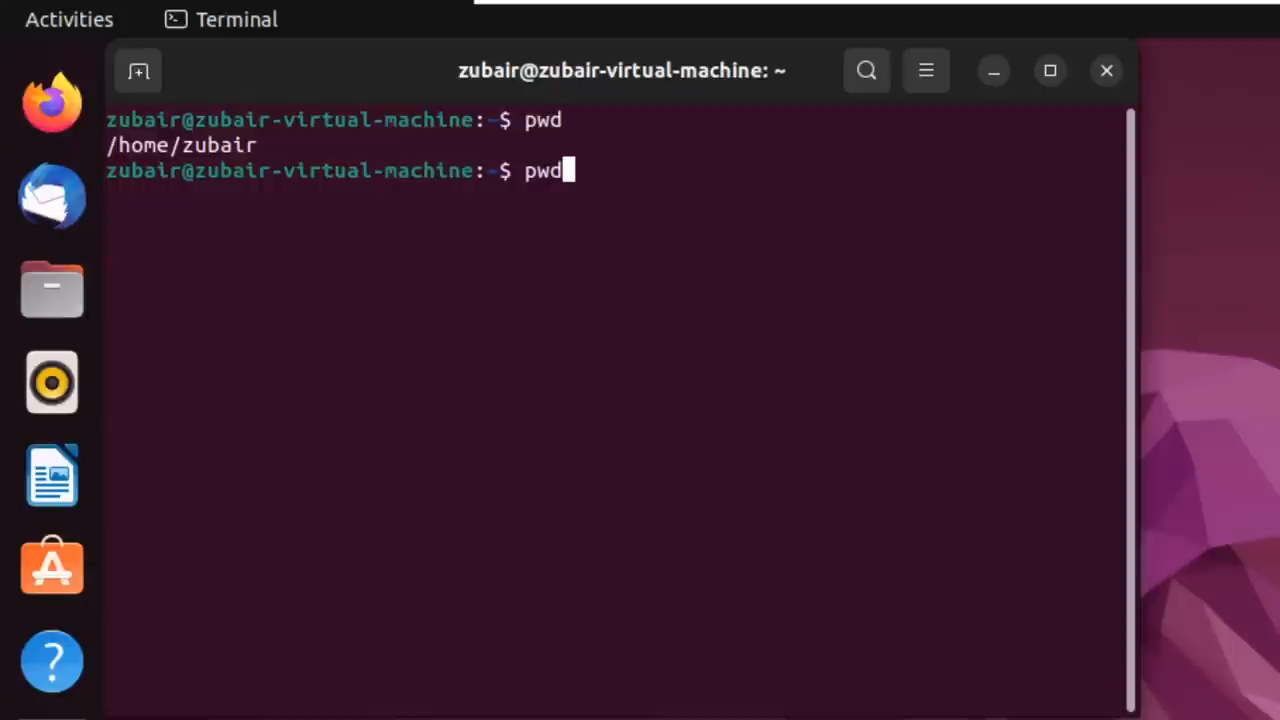 Activities Terminal
zubair@zubair-virtual-machine: ~
zubair@zubair-virtual-machine:~$ pwd
/home/zubair
zubair@zubair-virtual-machine:~$ pwd